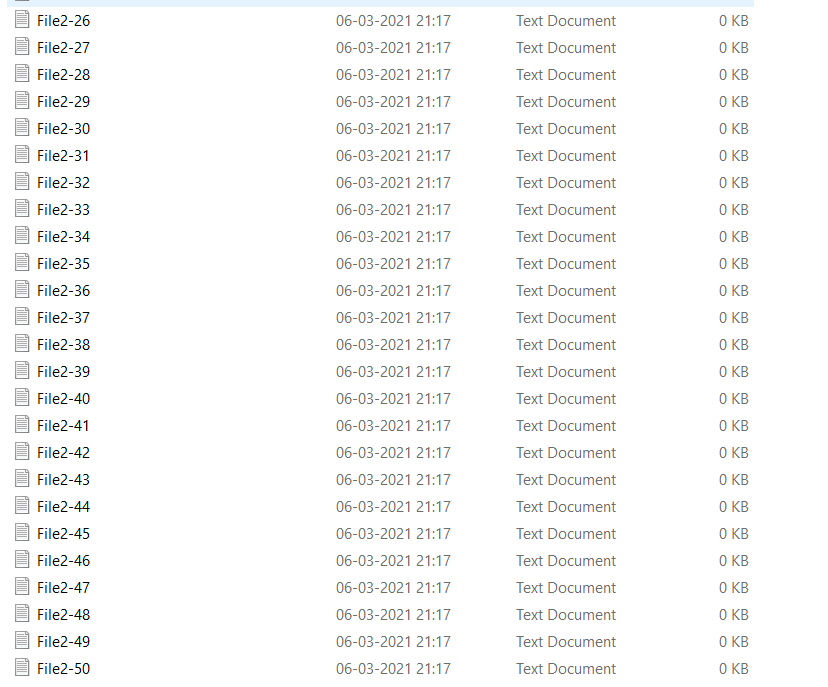 File2-26 06-03-2021 21:17 Text Document 0 KB
File2-27 06-03-2021 21:17 Text Document 0 KB
File2-28 06-03-2021 21:17 Text Document 0 KB
File2-29 06-03-2021 21:17 Text Document 0 KB
File2-30 06-03-2021 21:17 Text Document 0 KB
File2-31 06-03-2021 21:17 Text Document 0 KB
File2-32 06-03-2021 21:17 Text Document 0 KB
File2-33 06-03-2021 21:17 Text Document 0 KB
File2-34 06-03-2021 21:17 Text Document 0 KB
File2-35 06-03-2021 21:17 Text Document 0 KB
File2-36 06-03-2021 21:17 Text Document 0 KB
File2-37 06-03-2021 21:17 Text Document 0 KB
File2-38 06-03-2021 21:17 Text Document 0 KB
File2-39 06-03-2021 21:17 Text Document 0 KB
File2-40 06-03-2021 21:17 Text Document 0 KB
File2-41 06-03-2021 21:17 Text Document 0 KB
File2-42 06-03-2021 21:17 Text Document 0 KB
File2-43 06-03-2021 21:17 Text Document 0 KB
File2-44 06-03-2021 21:17 Text Document 0 KB
File2-45 06-03-2021 21:17 Text Document 0 KB
File2-46 06-03-2021 21:17 Text Document 0 KB
File2-47 06-03-2021 21:17 Text Document 0 KB
File2-48 06-03-2021 21:17 Text Document 0 KB
File2-49 06-03-2021 21:17 Text Document 0 KB
File2-50 06-03-2021 21:17 Text Document 0 KB